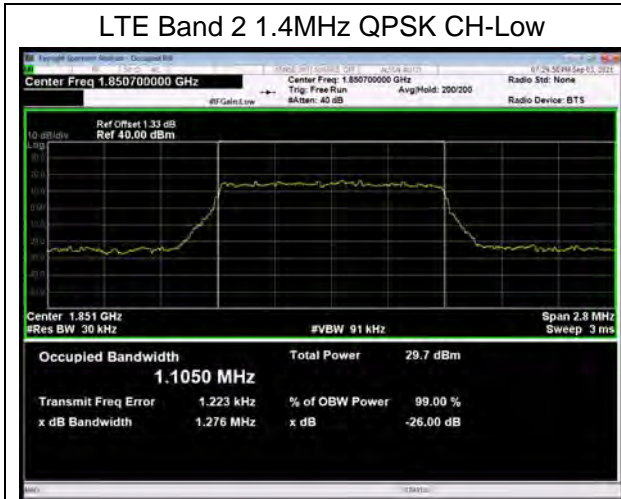 LTE Band 2 1.4MHz QPSK CH-Low
Center Freq 1.850700000 GHz
Center Freq: 1.850700000 GHz
Radio Std: None
Trig: Free Run
Avg|Hold: 200/200
#IFGain:Low
#Atten: 40 dB
Radio Device: BTS
Ref Offset 1.33 dB
10 dB/div
Ref 40.00 dBm
Log
Center 1.851 GHz
Span 2.8 MHz
#Res BW 30 kHz
#VBW 91 kHz
Sweep 3 ms
Occupied Bandwidth
Total Power
29.7 dBm
1.1050 MHz
Transmit Freq Error
1.223 kHz
% of OBW Power
99.00 %
x dB Bandwidth
1.276 MHz
x dB
-26.00 dB